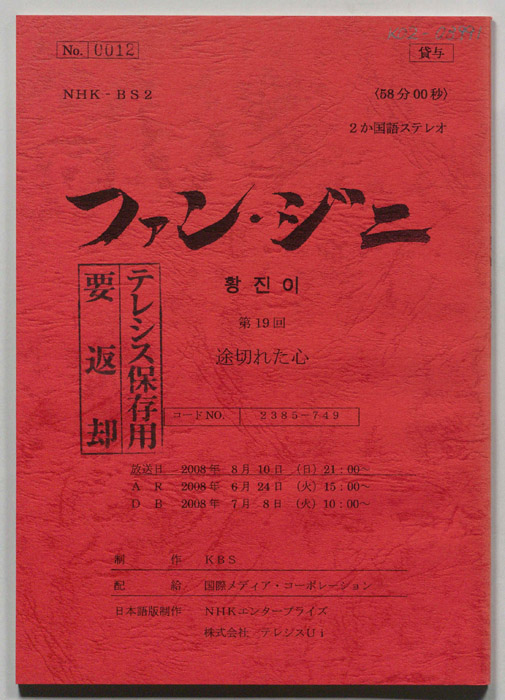 No. 0012
貸与
NHK-BS2
〈58分00秒〉
2か国語ステレオ
ファン・ジニ
황진이
第19回
途切れた心
テレシス保存用
要返却
コードNO. 2385-749
放送日 2008年 8月10日 (日) 21:00~
AR 2008年 6月24日 (火) 15:00~
DB 2008年 7月 8日 (火) 10:00~
制作 KBS
配給 国際メディア・コーポレーション
日本語版制作 NHKエンタープライズ
株式会社 テレシスUi